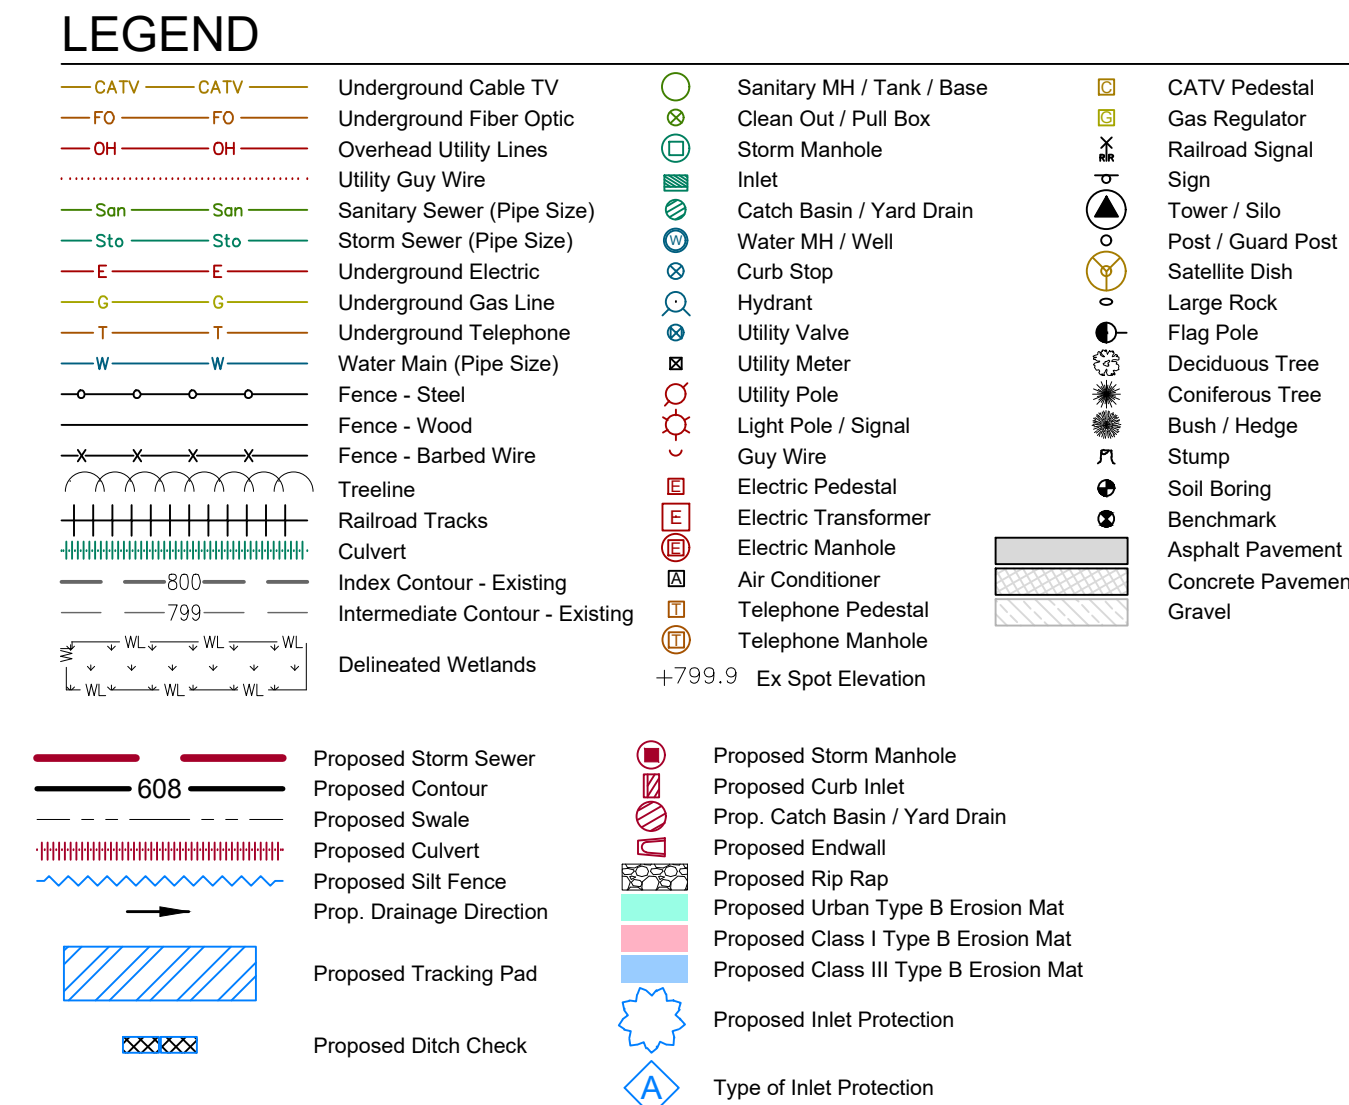 LEGEND
CATV CATV Underground Cable TV
FO FO Underground Fiber Optic
OH OH Overhead Utility Lines
Utility Guy Wire
San San Sanitary Sewer (Pipe Size)
Sto Sto Storm Sewer (Pipe Size)
E E Underground Electric
G G Underground Gas Line
T T Underground Telephone
W W Water Main (Pipe Size)
Fence - Steel
Fence - Wood
X X X X Fence - Barbed Wire
Treeline
Railroad Tracks
Culvert
800 Index Contour - Existing
799 Intermediate Contour - Existing
WL WL WL
WL Delineated Wetlands
WL WL WL
Sanitary MH / Tank / Base
Clean Out / Pull Box
Storm Manhole
Inlet
Catch Basin / Yard Drain
W Water MH / Well
Curb Stop
Hydrant
Utility Valve
Utility Meter
Utility Pole
Light Pole / Signal
Guy Wire
E Electric Pedestal
E Electric Transformer
E Electric Manhole
A Air Conditioner
T Telephone Pedestal
T Telephone Manhole
+799.9 Ex Spot Elevation
C CATV Pedestal
G Gas Regulator
RR Railroad Signal
Sign
Tower / Silo
Post / Guard Post
Satellite Dish
Large Rock
Flag Pole
Deciduous Tree
Coniferous Tree
Bush / Hedge
Stump
Soil Boring
Benchmark
Asphalt Pavement
Concrete Pavemen
Gravel
Proposed Storm Sewer
608 Proposed Contour
Proposed Swale
Proposed Culvert
Proposed Silt Fence
Prop. Drainage Direction
Proposed Tracking Pad
Proposed Ditch Check
Proposed Storm Manhole
Proposed Curb Inlet
Prop. Catch Basin / Yard Drain
Proposed Endwall
Proposed Rip Rap
Proposed Urban Type B Erosion Mat
Proposed Class I Type B Erosion Mat
Proposed Class III Type B Erosion Mat
Proposed Inlet Protection
A Type of Inlet Protection